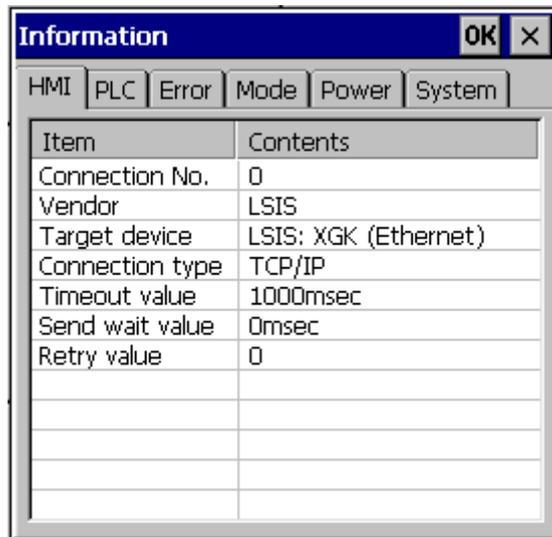 Information OK ×
HMI PLC Error Mode Power System
Item Contents
Connection No. 0
Vendor LSIS
Target device LSIS: XGK (Ethernet)
Connection type TCP/IP
Timeout value 1000msec
Send wait value 0msec
Retry value 0